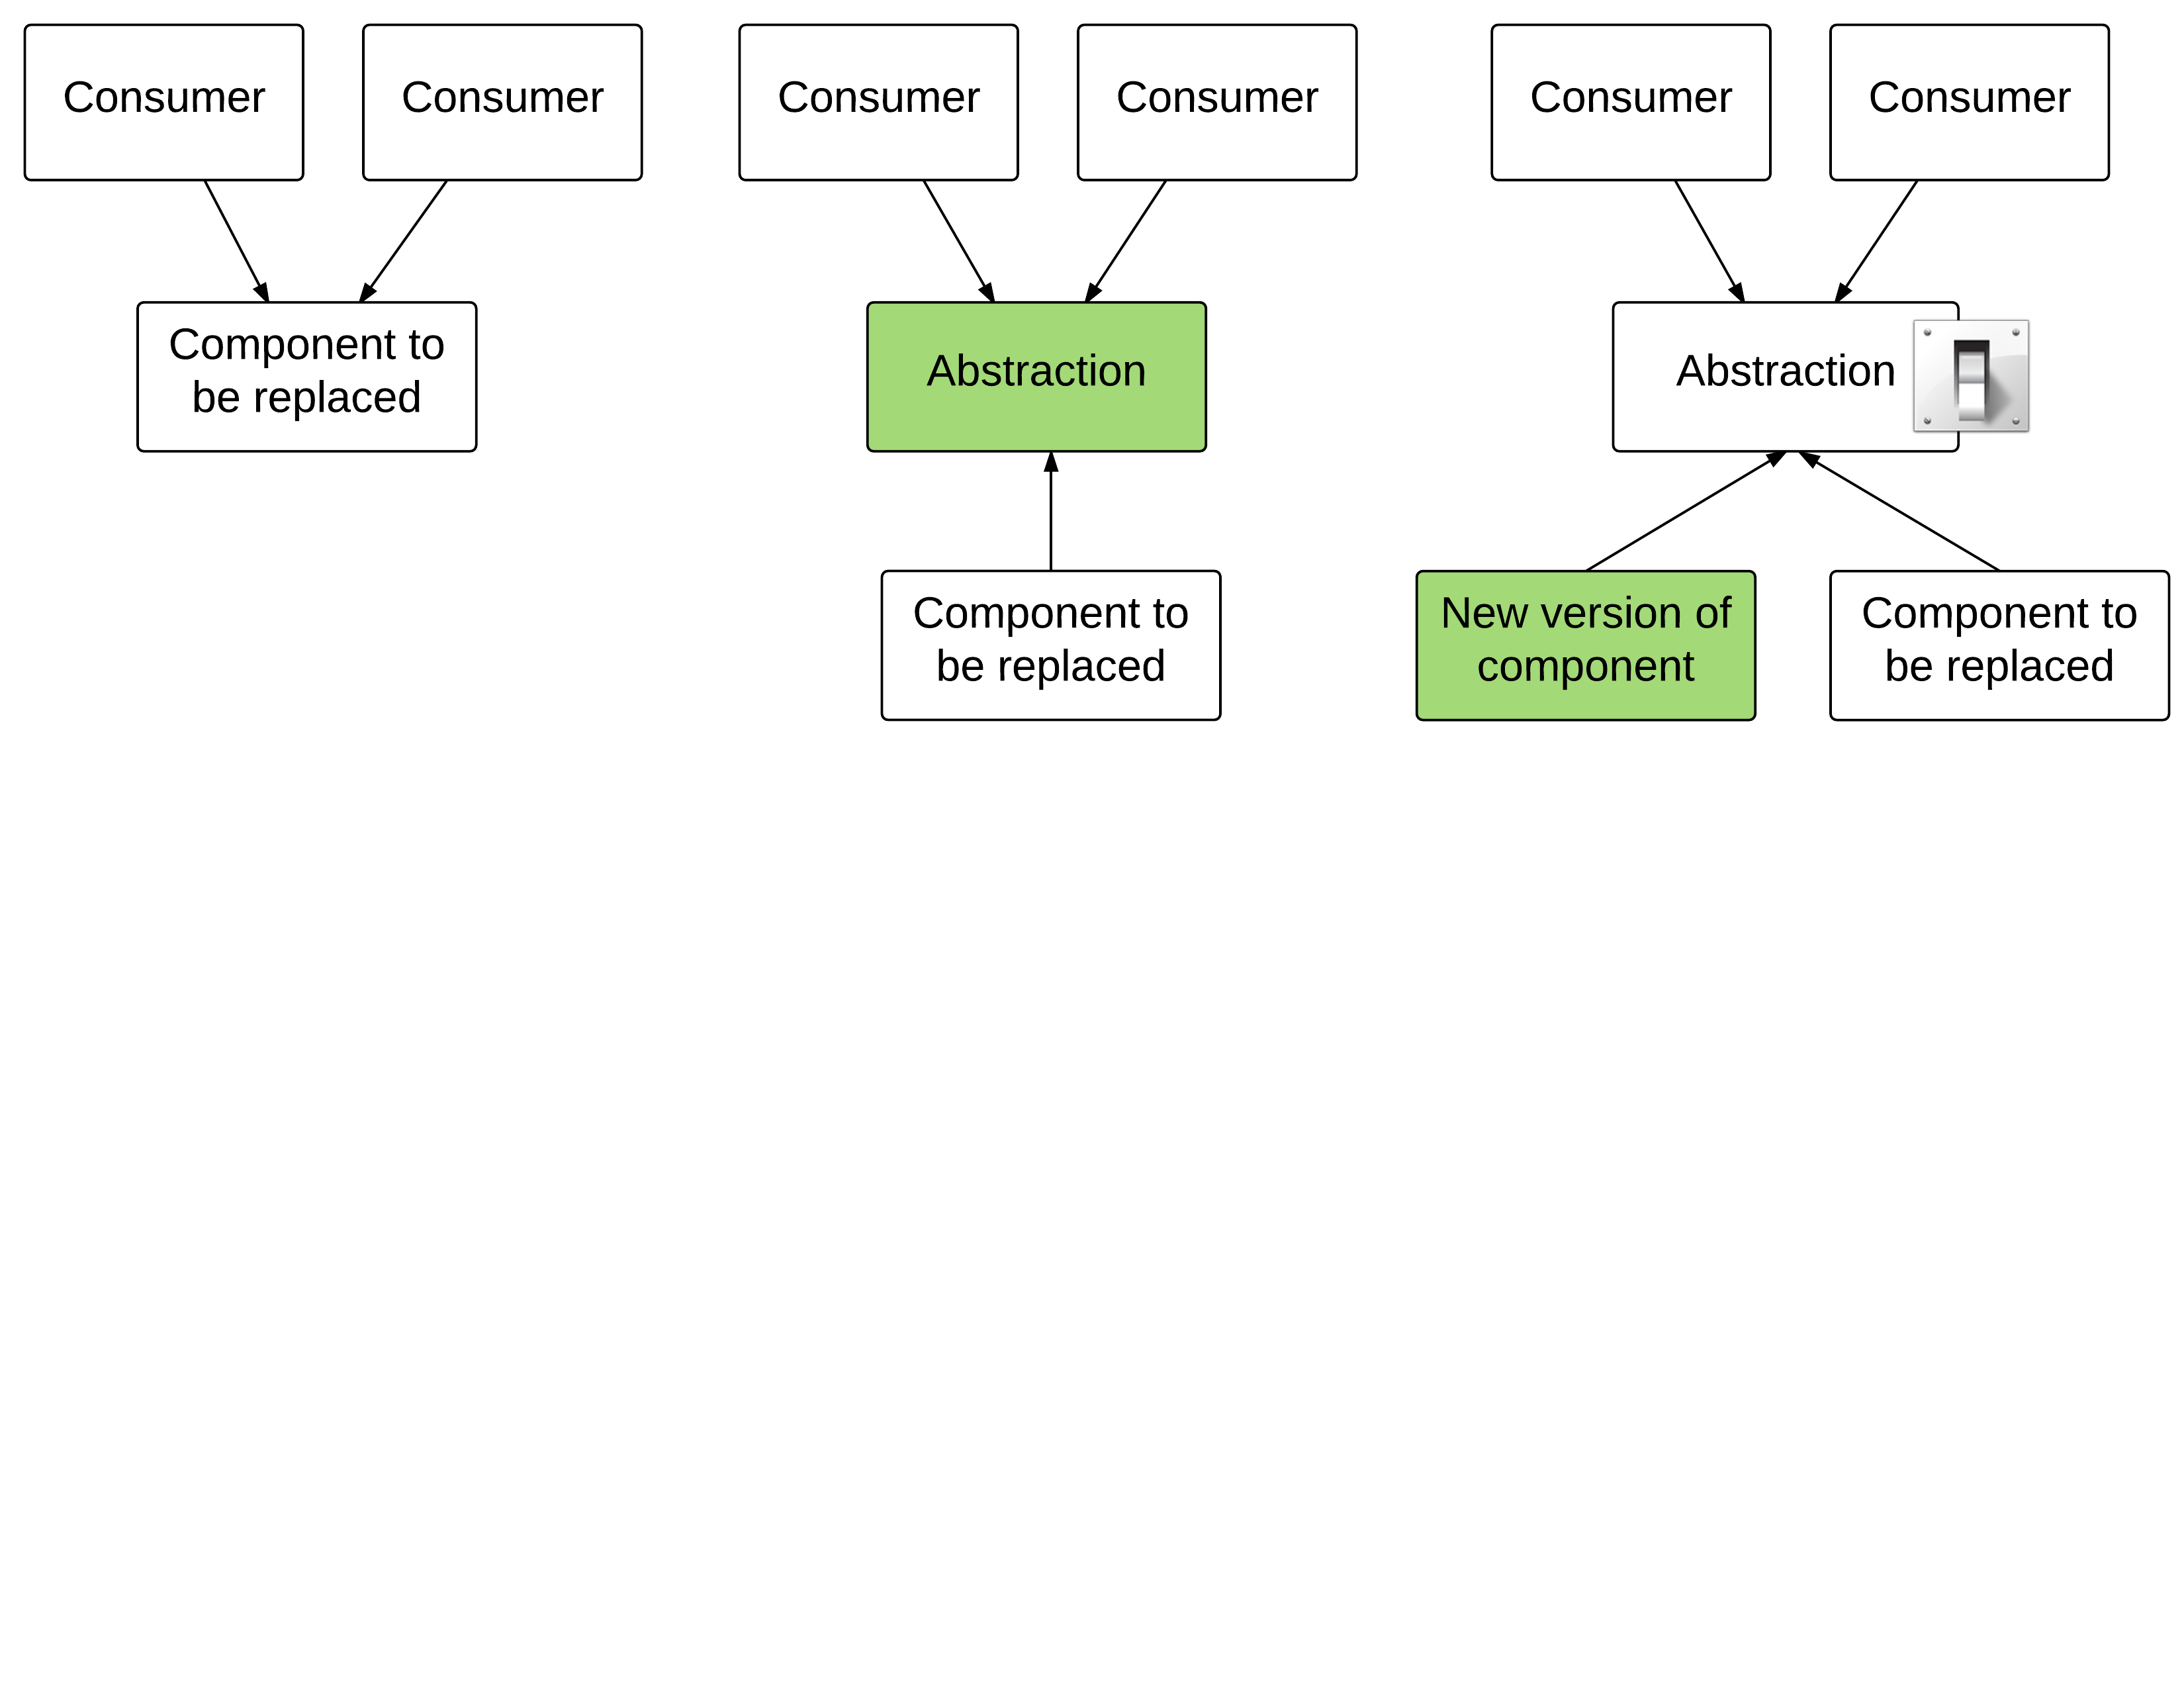 Consumer
Consumer
Component to
be replaced
Consumer
Consumer
Abstraction
Component to
be replaced
Consumer
Consumer
Abstraction
New version of
component
Component to
be replaced